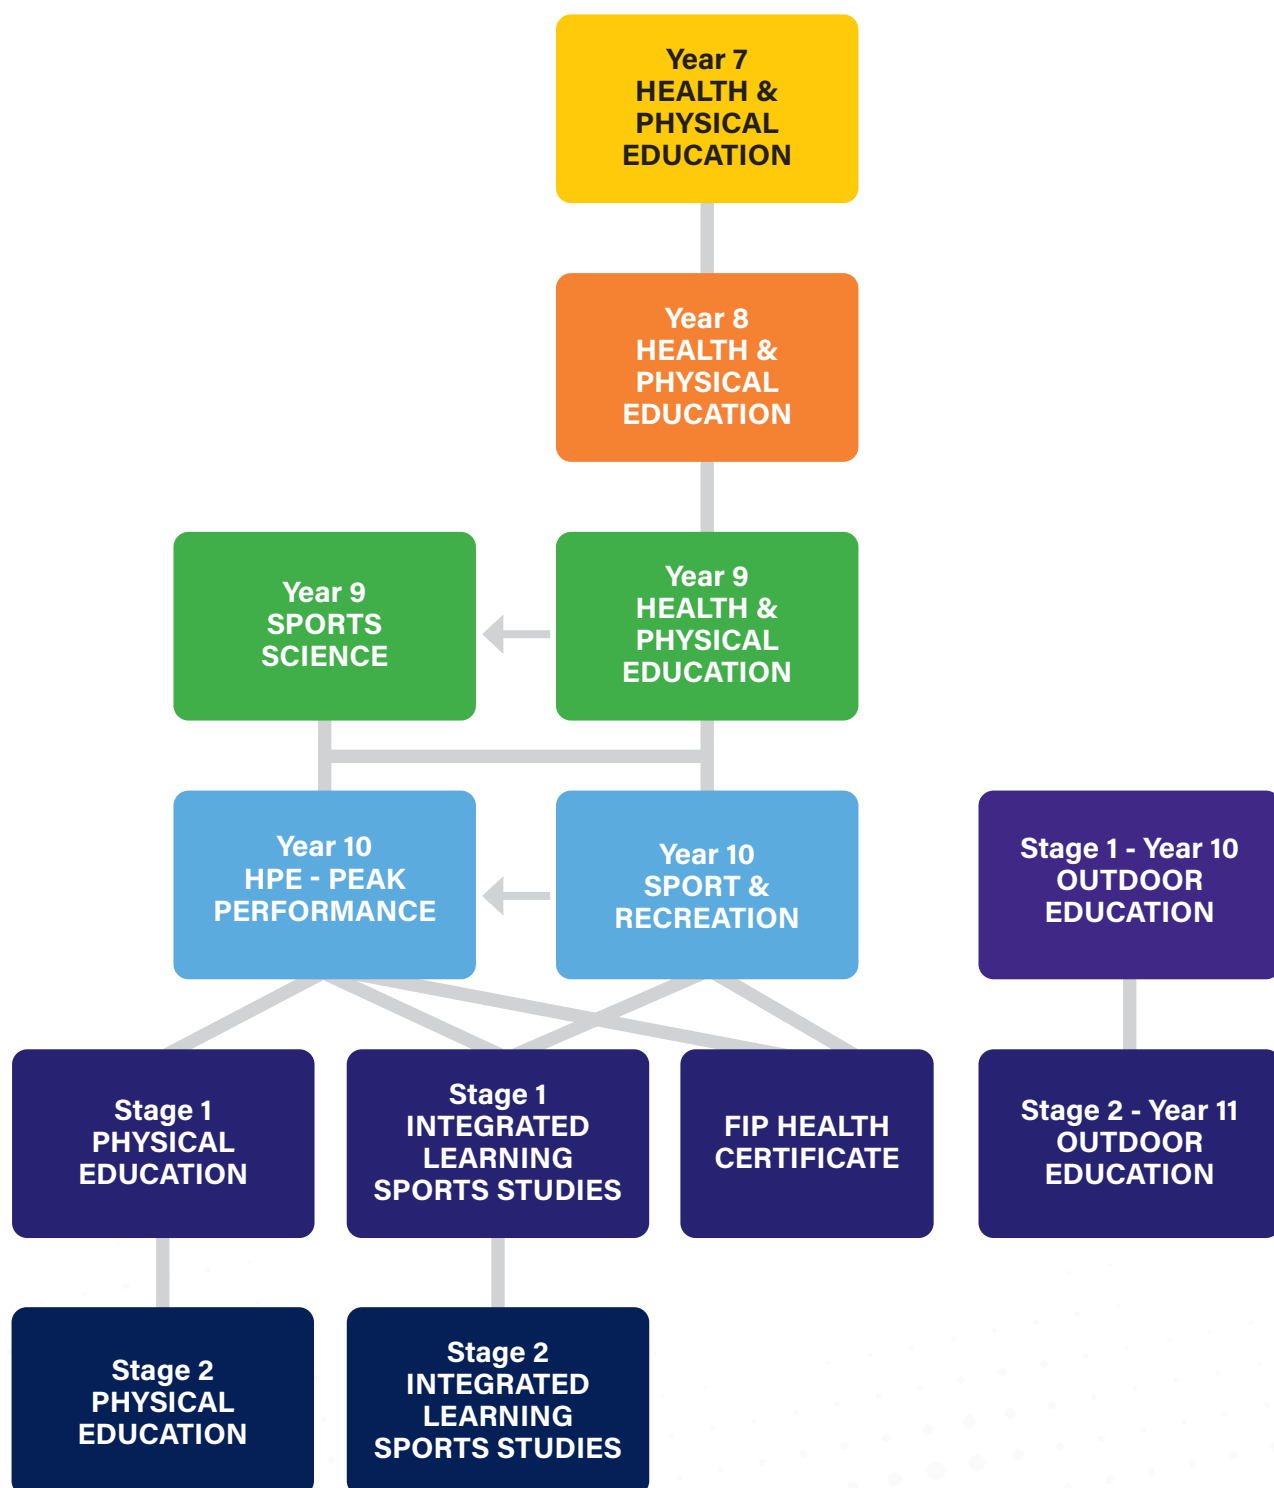 Year 7
HEALTH &
PHYSICAL
EDUCATION
Year 8
HEALTH &
PHYSICAL
EDUCATION
Year 9
SPORTS
SCIENCE
Year 9
HEALTH &
PHYSICAL
EDUCATION
Year 10
HPE - PEAK
PERFORMANCE
Year 10
SPORT &
RECREATION
Stage 1 - Year 10
OUTDOOR
EDUCATION
Stage 1
PHYSICAL
EDUCATION
Stage 1
INTEGRATED
LEARNING
SPORTS STUDIES
FIP HEALTH
CERTIFICATE
Stage 2 - Year 11
OUTDOOR
EDUCATION
Stage 2
PHYSICAL
EDUCATION
Stage 2
INTEGRATED
LEARNING
SPORTS STUDIES